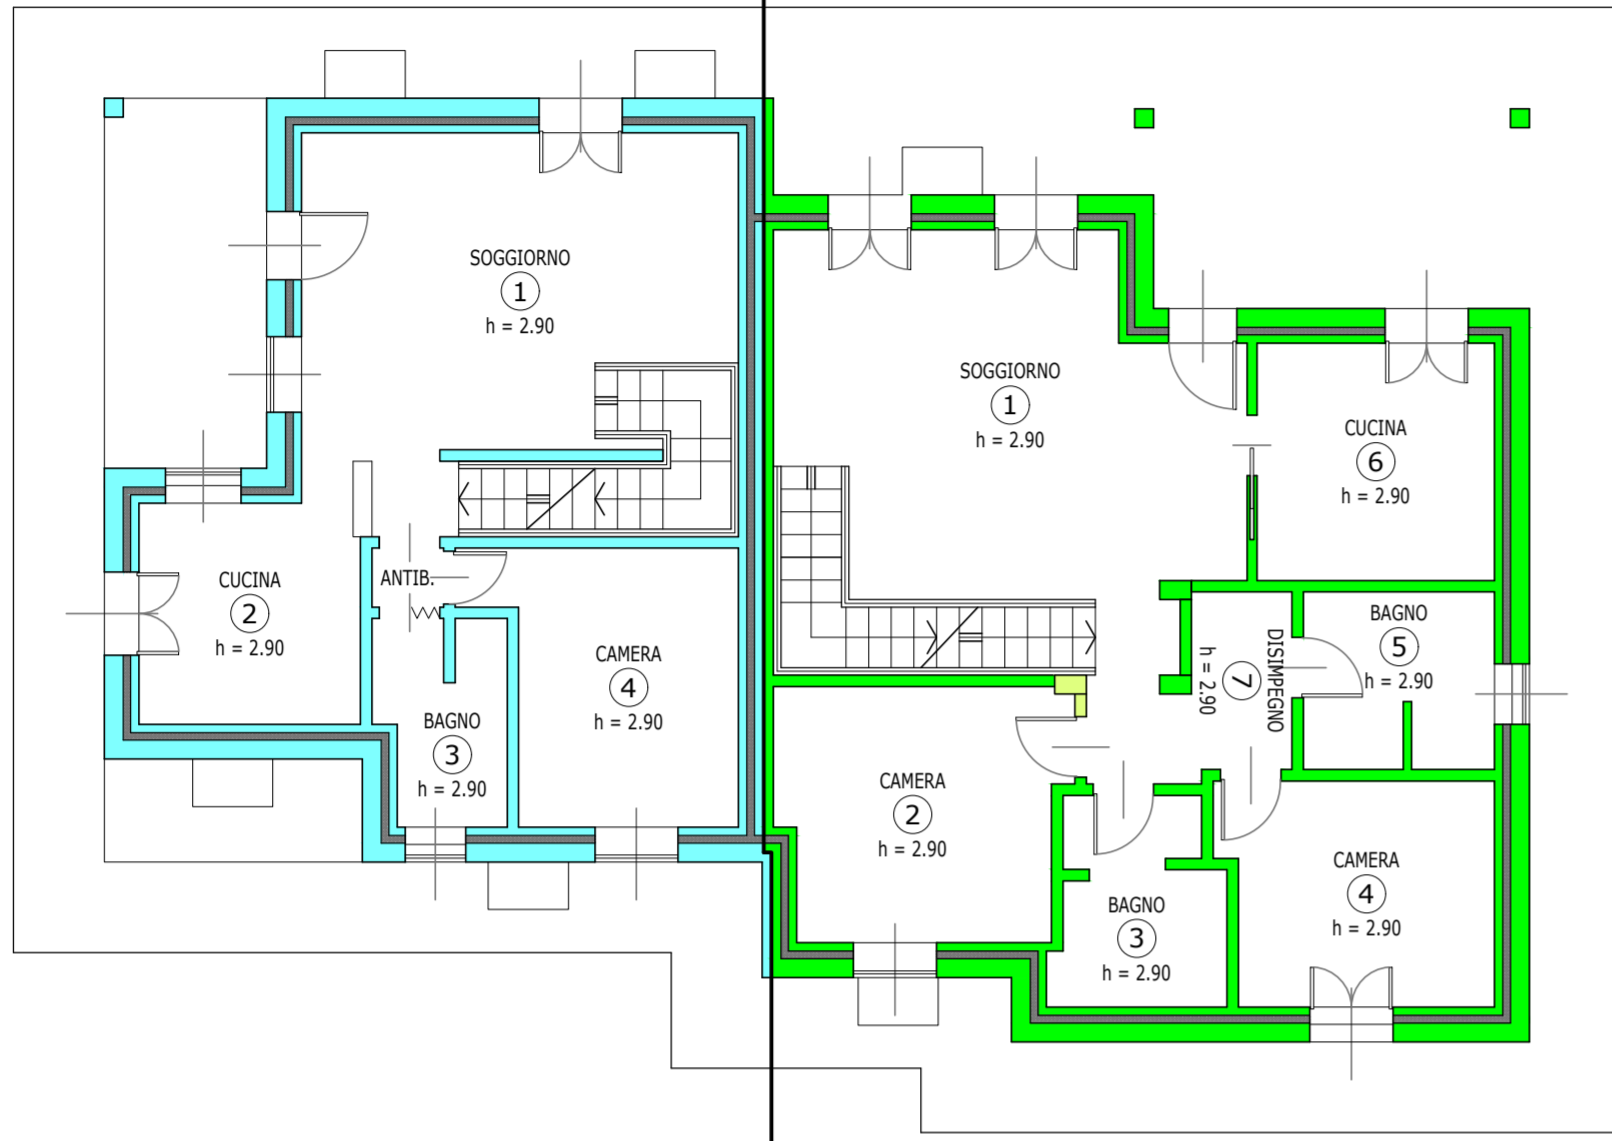 SOGGIORNO
1
h = 2.90
CUCINA
2
h = 2.90
ANTIB.
BAGNO
3
h = 2.90
CAMERA
4
h = 2.90
SOGGIORNO
1
h = 2.90
CUCINA
6
h = 2.90
BAGNO
5
h = 2.90
DISIMPEGNO
7
h = 2.90
CAMERA
2
h = 2.90
BAGNO
3
h = 2.90
CAMERA
4
h = 2.90